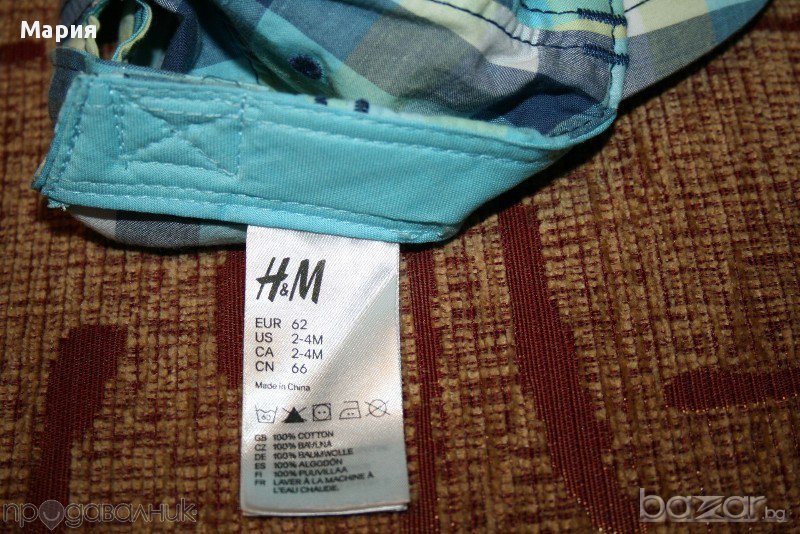 Мария
H&M
EUR 62
US 2-4M
CA 2-4M
CN 66
Made in China
60
GB 100% COTTON
CZ 100% BAVLNA
DE 100% BAUMWOLLE
ES 100% ALGODÓN
FI 100% PUUVILLAA
FR LAVER À LA MACHINE À
L'EAU CHAUDE.
продавалник
bazar.bg